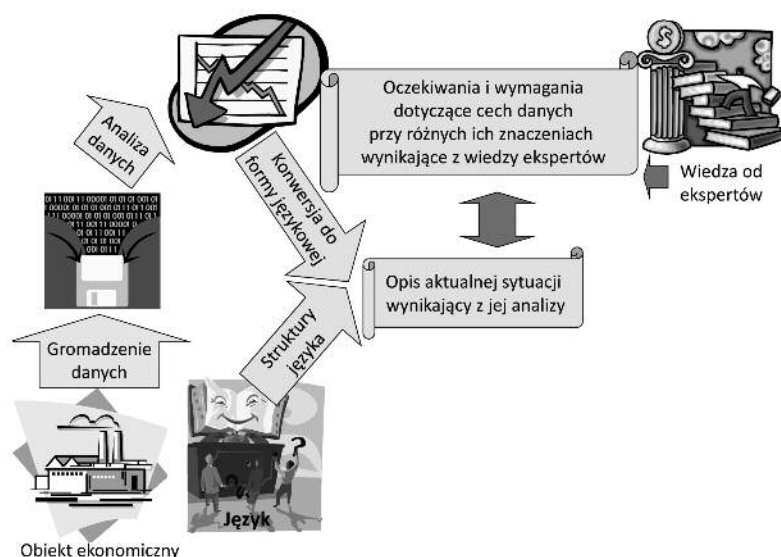 Oczekiwania i wymagania
dotyczące cech danych
przy różnych ich znaczeniach
wynikające z wiedzy ekspertów
Wiedza od
ekspertów
Analiza
danych
Konwersja do
formy językowej
Opis aktualnej sytuacji
wynikający z jej analizy
Struktury
języka
Gromadzenie
danych
Język
Obiekt ekonomiczny